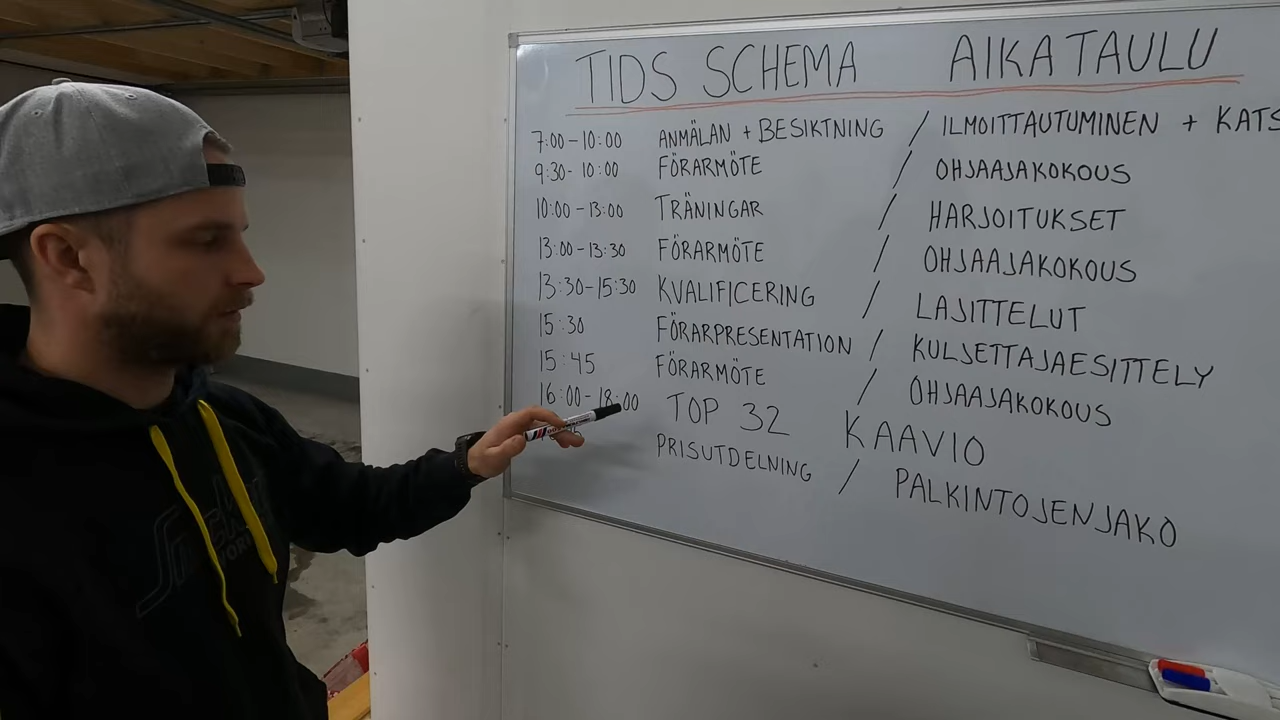 TIDS SCHEMA AIKATAULU
7:00-10:00 ANMÄLAN + BESIKTNING / ILMOITTAUTUMINEN + KATS
9:30-10:00 FÖRARMÖTE / OHJAAJAKOKOUS
10:00-13:00 TRÄNINGAR / HARJOITUKSET
13:00-13:30 FÖRARMÖTE / OHJAAJAKOKOUS
13:30-15:30 KVALIFICERING / LAJITTELUT
15:30 FÖRARPRESENTATION / KULJETTAJAESITTELY
15:45 FÖRARMÖTE / OHJAAJAKOKOUS
16:00-18:00 TOP 32 KAAVIO
PRISUTDELNING / PALKINTOJENJAKO